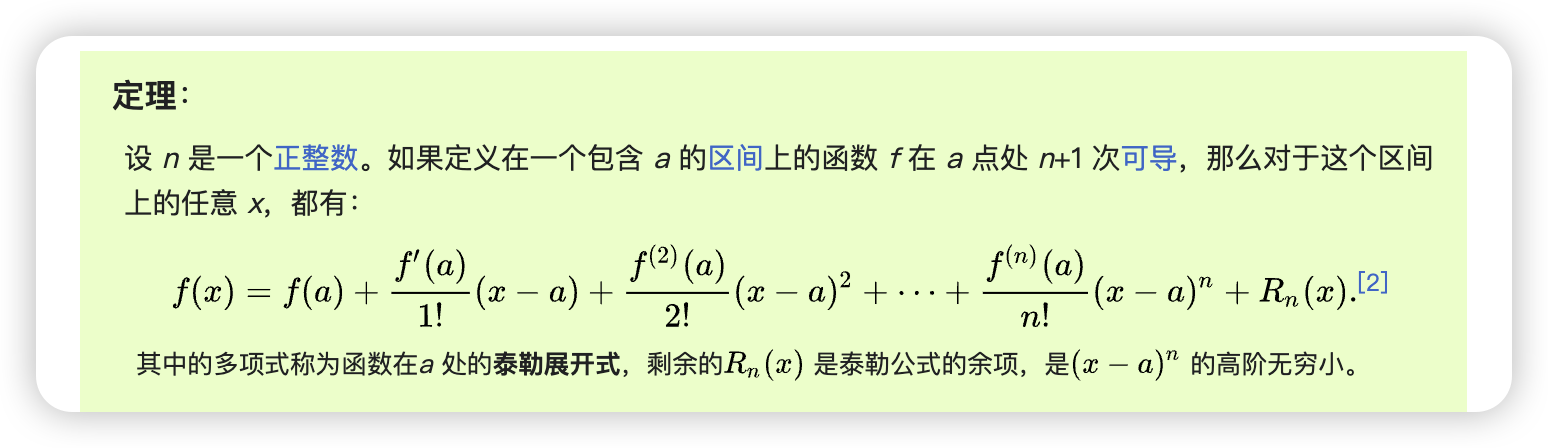 定理：
设 n 是一个正整数。如果定义在一个包含 a 的区间上的函数 f 在 a 点处 n+1 次可导，那么对于这个区间
上的任意 x，都有：
f(x) = f(a) + \frac{f'(a)}{1!}(x − a) + \frac{f^{(2)}(a)}{2!}(x − a)^2 + ⋯ + \frac{f^{(n)}(a)}{n!}(x − a)^n + R_n(x).[2]
其中的多项式称为函数在a 处的泰勒展开式，剩余的R_n(x) 是泰勒公式的余项，是(x − a)^n 的高阶无穷小。